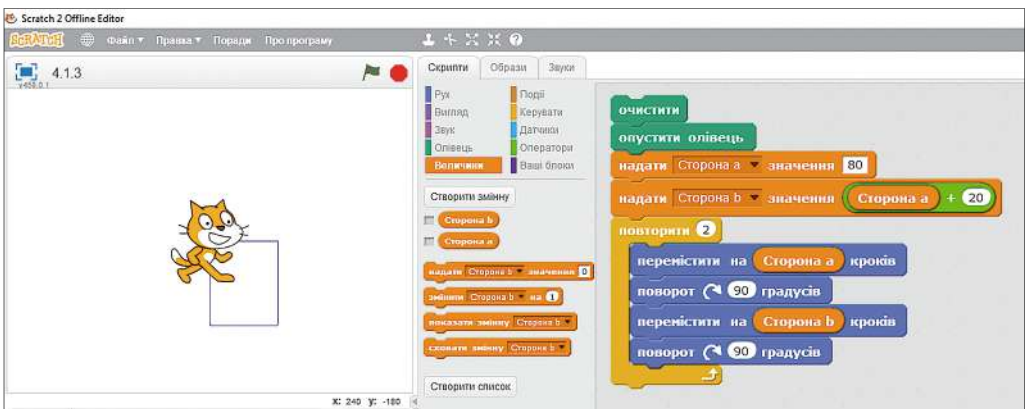 Scratch 2 Offline Editor
SCRATCH Файл Правка Поради Про програму
4.1.3
v458.0.1
x: 240 y: -180
Скрипти Образи Звуки
Рух Події
Вигляд Керувати
Звук Датчики
Олівець Оператори
Величини Ваші блоки
Створити змінну
Сторона b
Сторона a
надати Сторона b значення 0
змінити Сторона b на 1
показати змінну Сторона b
сховати змінну Сторона b
Створити список
очистити
опустити олівець
надати Сторона a значення 80
надати Сторона b значення Сторона a + 20
повторити 2
перемістити на Сторона a кроків
поворот 90 градусів
перемістити на Сторона b кроків
поворот 90 градусів